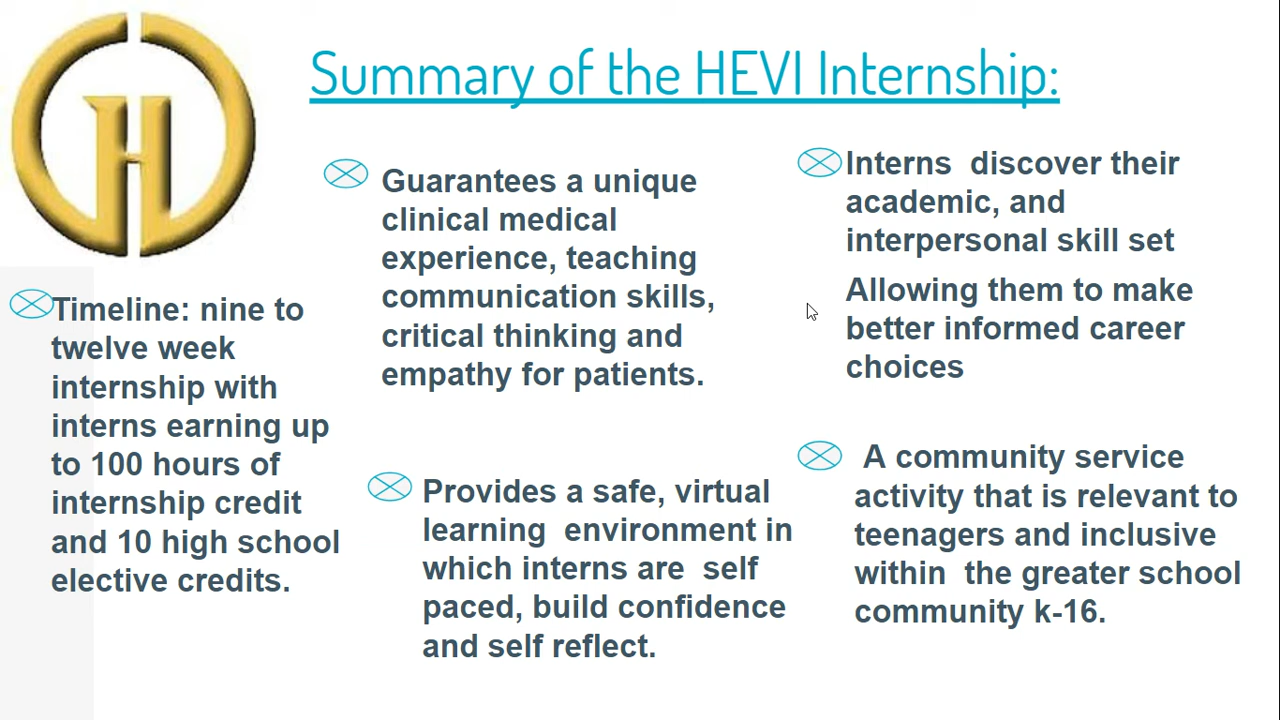 Summary of the HEVI Internship:
H
Timeline: nine to
twelve week
internship with
interns earning up
to 100 hours of
internship credit
and 10 high school
elective credits.
Guarantees a unique
clinical medical
experience, teaching
communication skills,
critical thinking and
empathy for patients.
Provides a safe, virtual
learning environment in
which interns are self
paced, build confidence
and self reflect.
Interns discover their
academic, and
interpersonal skill set
Allowing them to make
better informed career
choices
A community service
activity that is relevant to
teenagers and inclusive
within the greater school
community k-16.